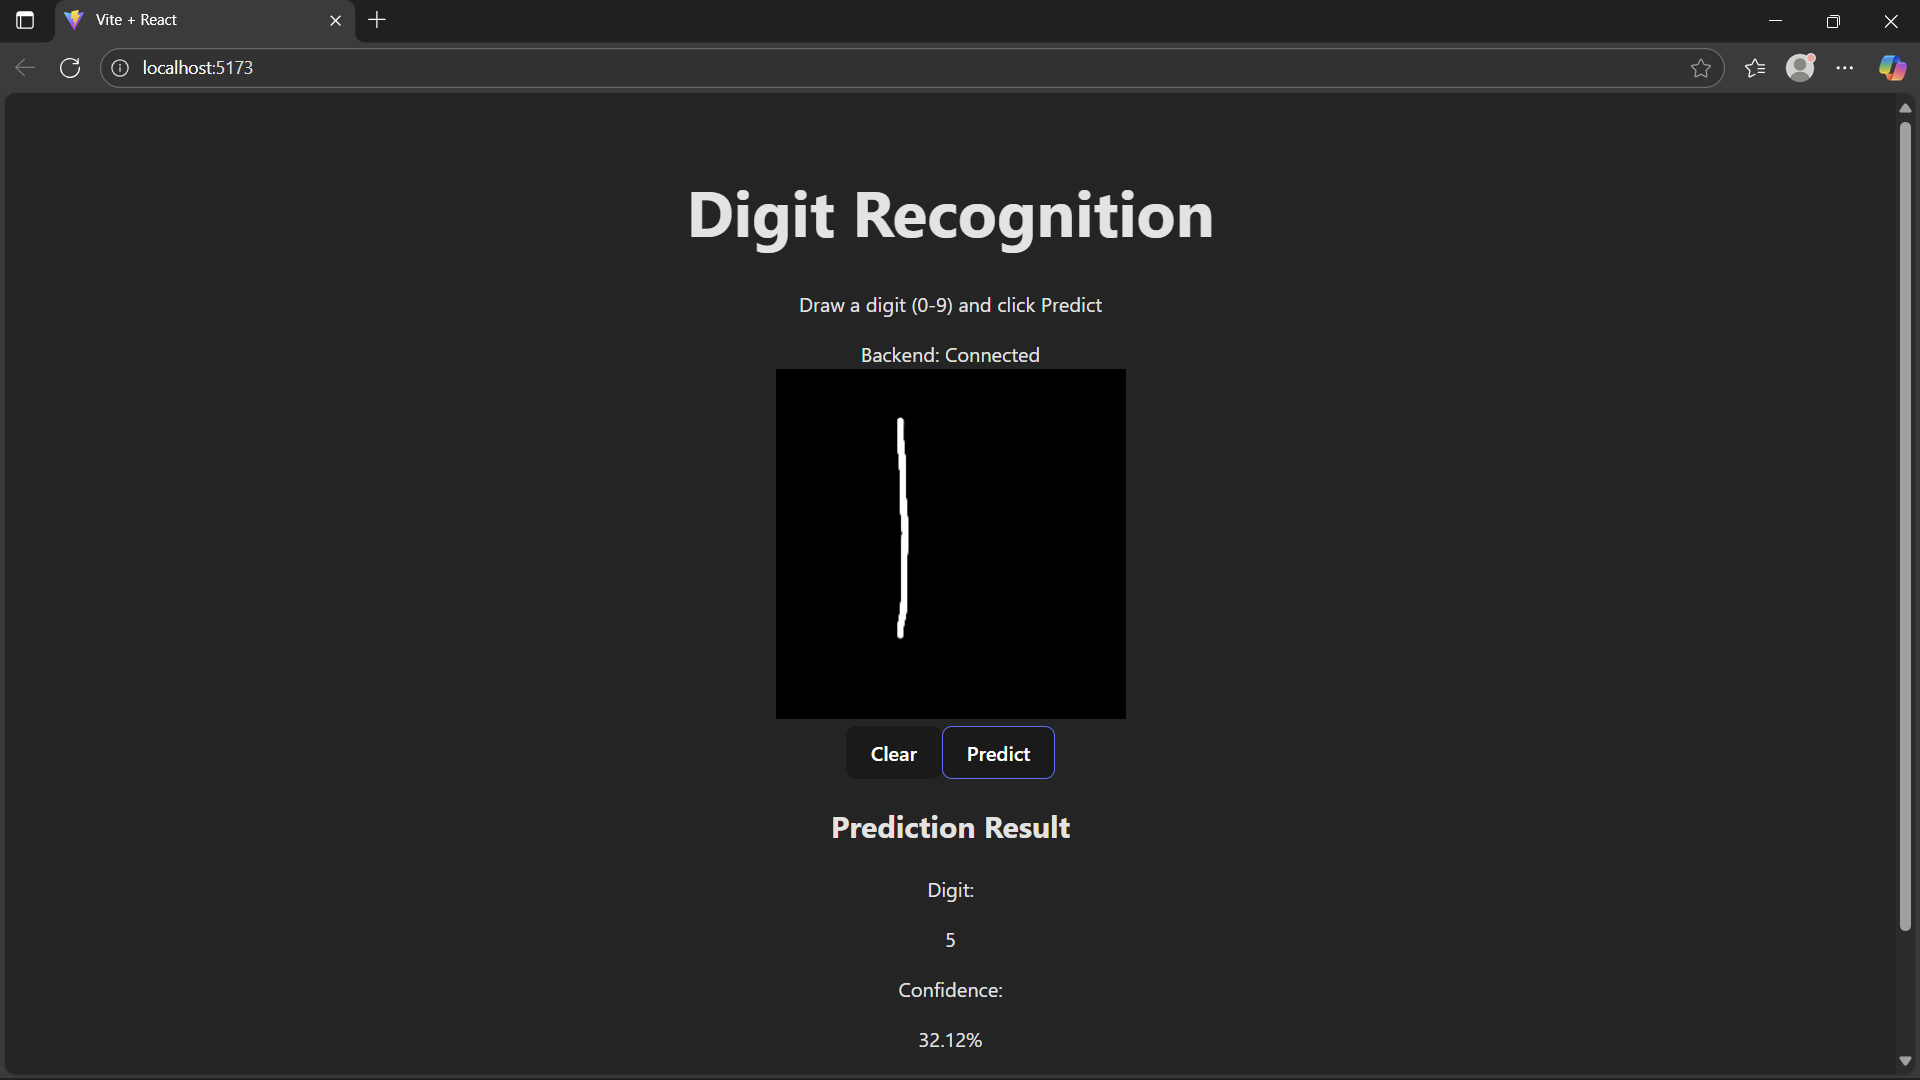 Vite + React
localhost:5173
Digit Recognition
Draw a digit (0-9) and click Predict
Backend: Connected
Clear
Predict
Prediction Result
Digit:
5
Confidence:
32.12%